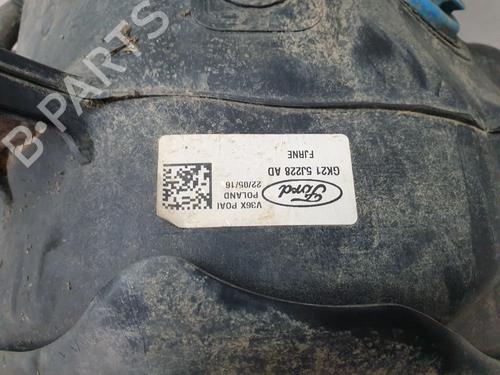 B-PARTS
V36X POAI
POLAND
22/05/16
Ford
GK21 5J228 AD
FJRNE